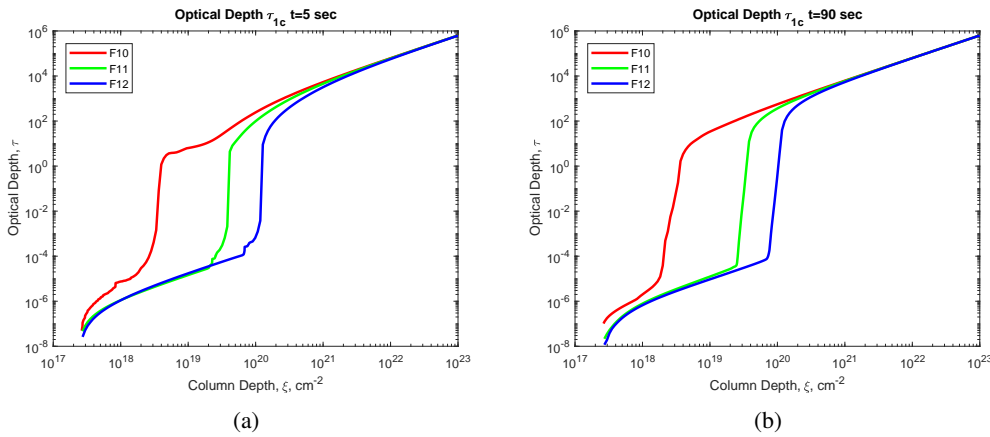 Optical Depth τ1c t=5 sec
F10
F11
F12
10^6
10^4
10^2
10^0
10^-2
10^-4
10^-6
10^-8
Optical Depth, τ
10^17 10^18 10^19 10^20 10^21 10^22 10^23
Column Depth, ξ, cm^-2
(a)
Optical Depth τ1c t=90 sec
F10
F11
F12
10^6
10^4
10^2
10^0
10^-2
10^-4
10^-6
10^-8
Optical Depth, τ
10^17 10^18 10^19 10^20 10^21 10^22 10^23
Column Depth, ξ, cm^-2
(b)